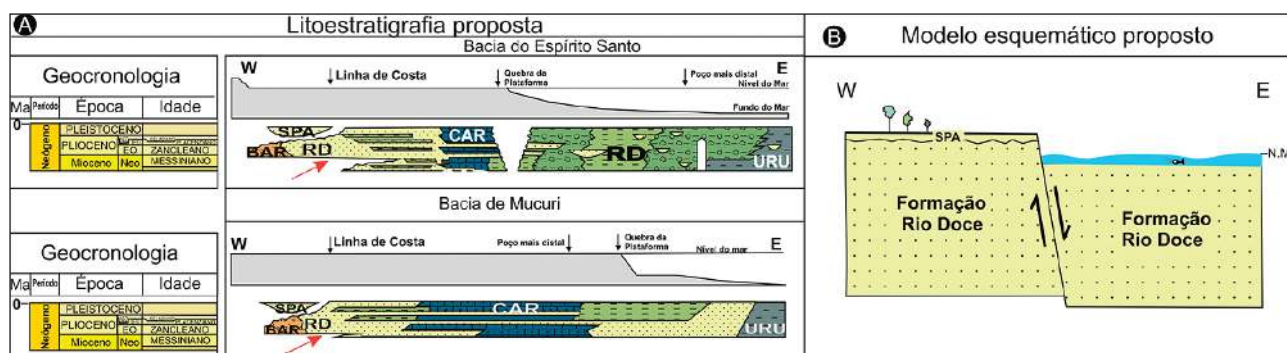 A
Litoestratigrafia proposta
Bacia do Espírito Santo
Geocronologia
Ma Período Época Idade
0
Neógeno
PLEISTOCENO
PLIOCENO
EO ZANCLEANO
Mioceno Neo MESSINIANO
W
Linha de Costa
Quebra da
Plataforma
Poço mais distal
E
Nível do Mar
Fundo do Mar
SPA
BAR
RD
CAR
RD
URU
Bacia de Mucuri
Geocronologia
Ma Período Época Idade
0
Neógeno
PLEISTOCENO
PLIOCENO
EO ZANCLEANO
Mioceno Neo MESSINIANO
W
Linha de Costa
Poço mais distal
Quebra da
Plataforma
Nível do mar
E
SPA
BAR
RD
CAR
URU
B
Modelo esquemático proposto
W
E
SPA
N.M
Formação
Rio Doce
Formação
Rio Doce